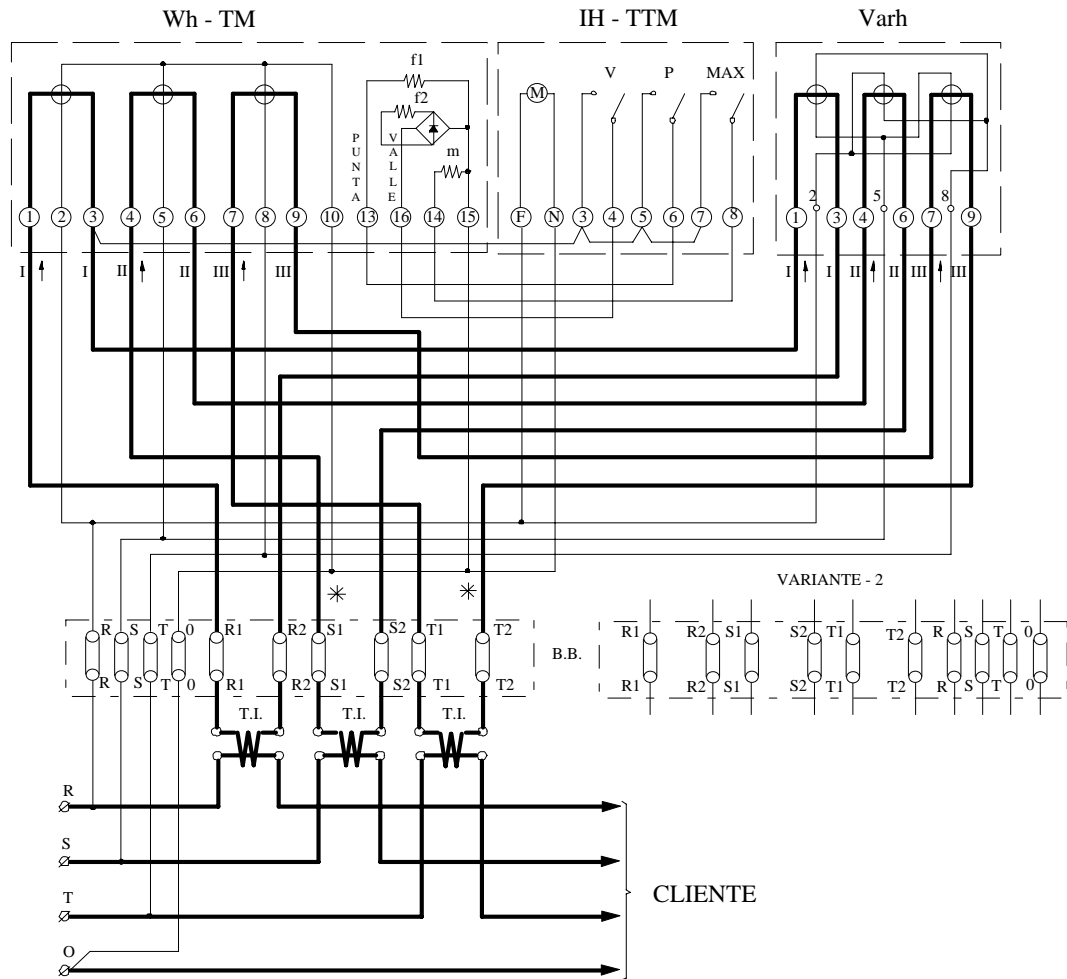 Wh - TM IH - TTM Varh
f1
f2
m
PUNTA
VALLE
M
V P MAX
1 2 3 4 5 6 7 8 9 10 13 16 14 15
F N 3 4 5 6 7 8
2 5 8
1 3 4 6 7 9
I I II II III III
I I II II III III
VARIANTE - 2
R S T 0 R1 R2 S1 S2 T1 T2
B.B.
R S T 0 R1 R2 S1 S2 T1 T2
R1 R2 S1 S2 T1 T2 R S T 0
R1 R2 S1 S2 T1 T2 R S T 0
T.I. T.I. T.I.
R
S
T
O
CLIENTE